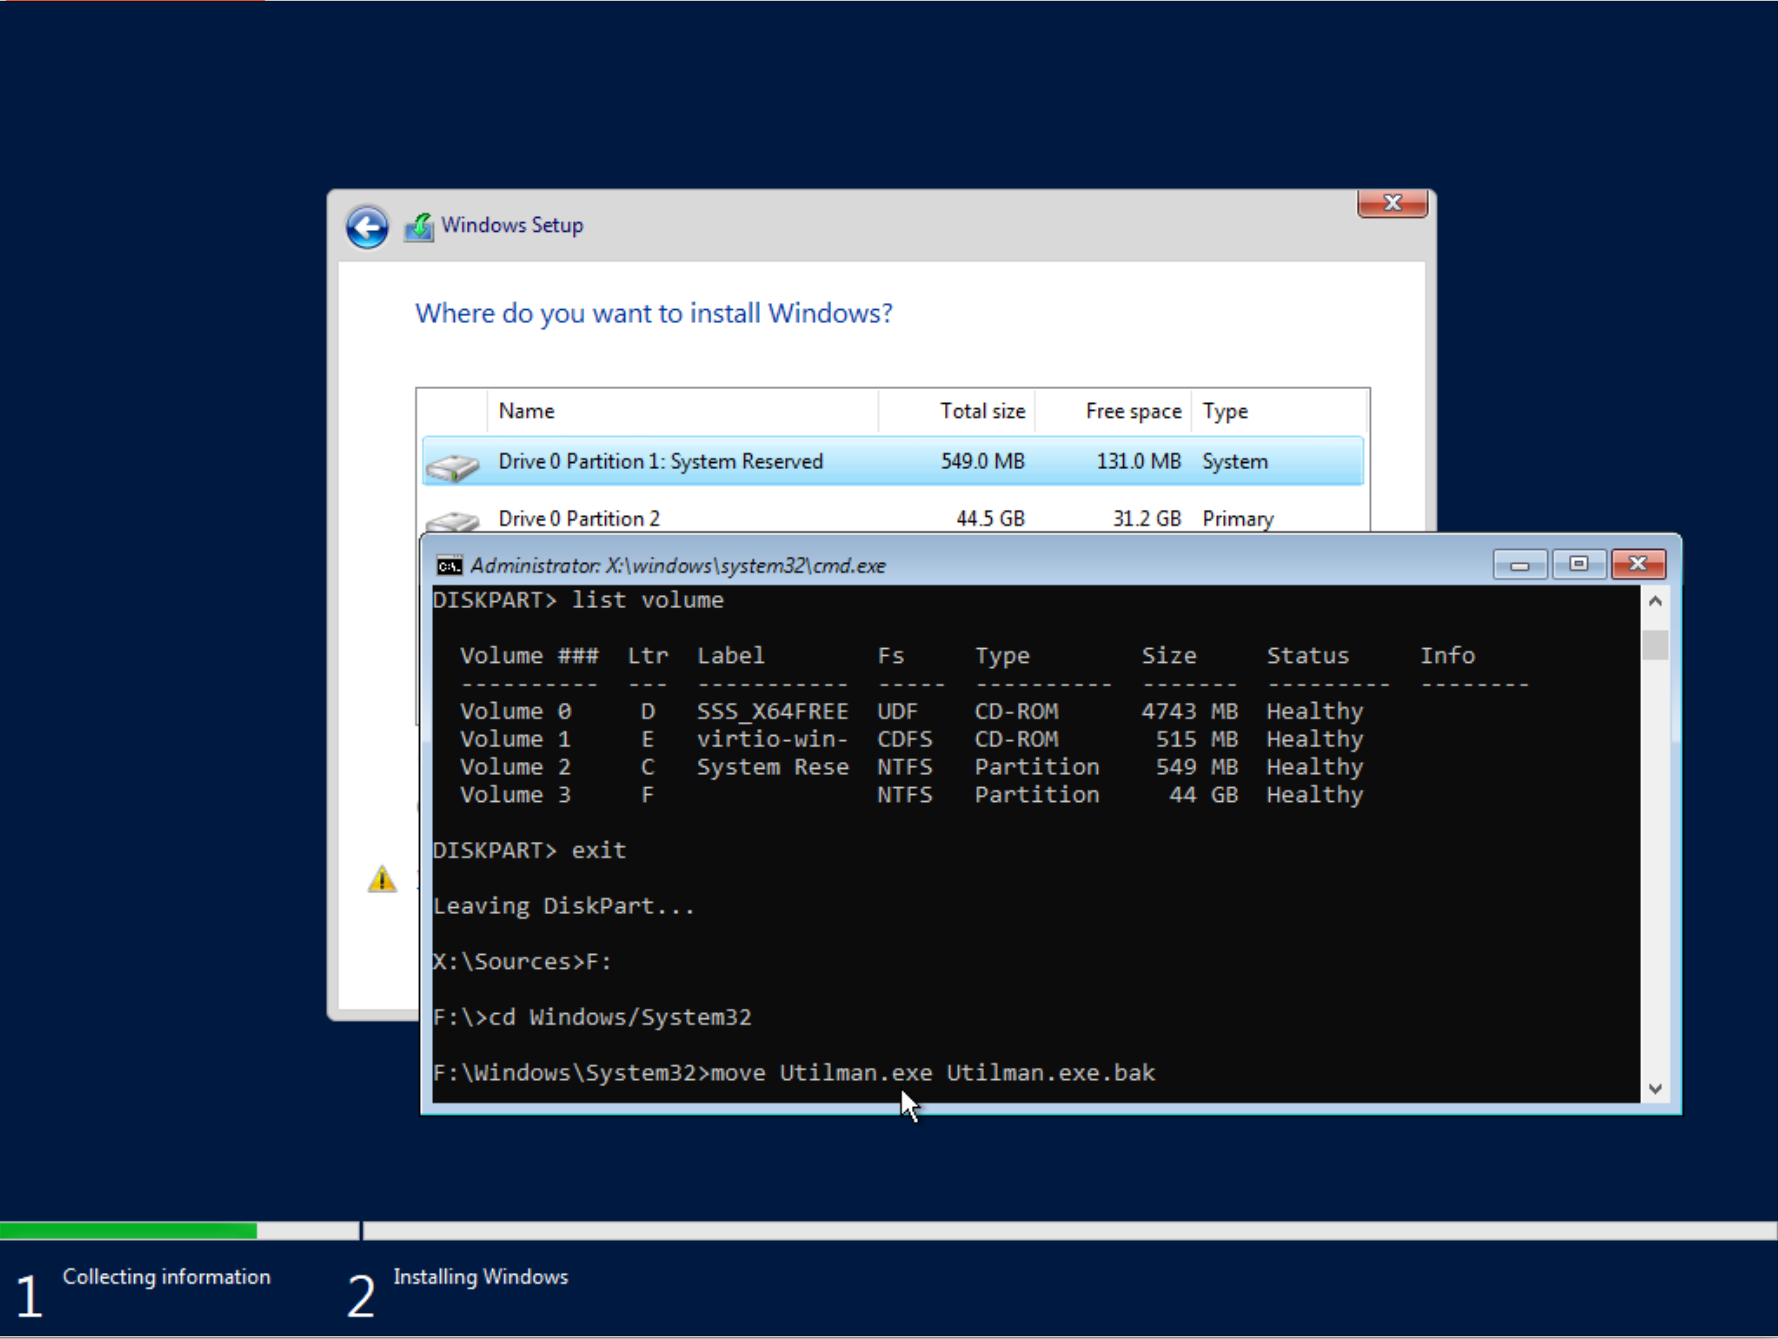 Windows Setup
Where do you want to install Windows?
Name Total size Free space Type
Drive 0 Partition 1: System Reserved 549.0 MB 131.0 MB System
Drive 0 Partition 2 44.5 GB 31.2 GB Primary
Administrator: X:\windows\system32\cmd.exe
DISKPART> list volume
Volume ### Ltr Label Fs Type Size Status Info
---------- --- ----------- ----- ---------- ------- --------- --------
Volume 0 D SSS_X64FREE UDF CD-ROM 4743 MB Healthy
Volume 1 E virtio-win- CDFS CD-ROM 515 MB Healthy
Volume 2 C System Rese NTFS Partition 549 MB Healthy
Volume 3 F NTFS Partition 44 GB Healthy
DISKPART> exit
Leaving DiskPart...
X:\Sources>F:
F:\>cd Windows/System32
F:\Windows\System32>move Utilman.exe Utilman.exe.bak
1 Collecting information 2 Installing Windows